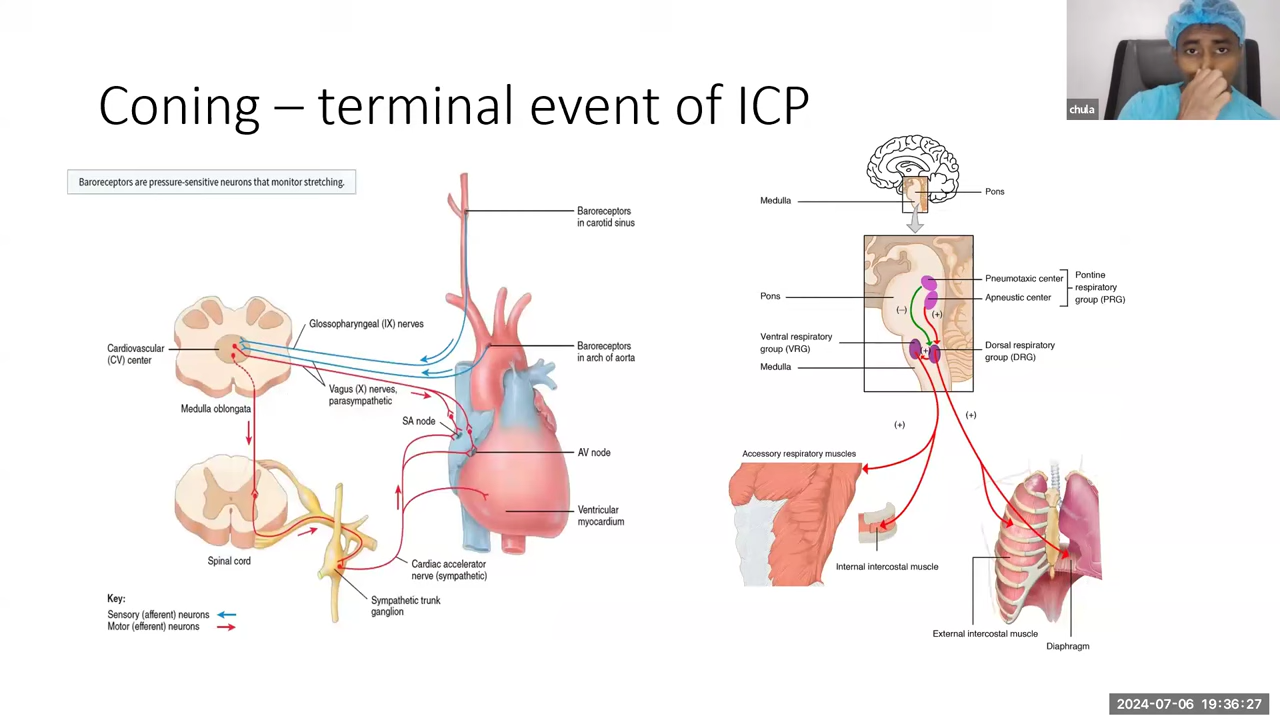 Coning – terminal event of ICP
chula
Baroreceptors are pressure-sensitive neurons that monitor stretching.
Baroreceptors
in carotid sinus
Glossopharyngeal (IX) nerves
Cardiovascular
(CV) center
Baroreceptors
in arch of aorta
Vagus (X) nerves,
parasympathetic
Medulla oblongata
SA node
AV node
Ventricular
myocardium
Spinal cord
Cardiac accelerator
nerve (sympathetic)
Sympathetic trunk
ganglion
Key:
Sensory (afferent) neurons
Motor (efferent) neurons
Pons
Medulla
Pneumotaxic center
Apneustic center
Pontine
respiratory
group (PRG)
Pons
(–)
(+)
Ventral respiratory
group (VRG)
(+)
Dorsal respiratory
group (DRG)
Medulla
(+)
(+)
Accessory respiratory muscles
Internal intercostal muscle
External intercostal muscle
Diaphragm
2024-07-06 19:36:27